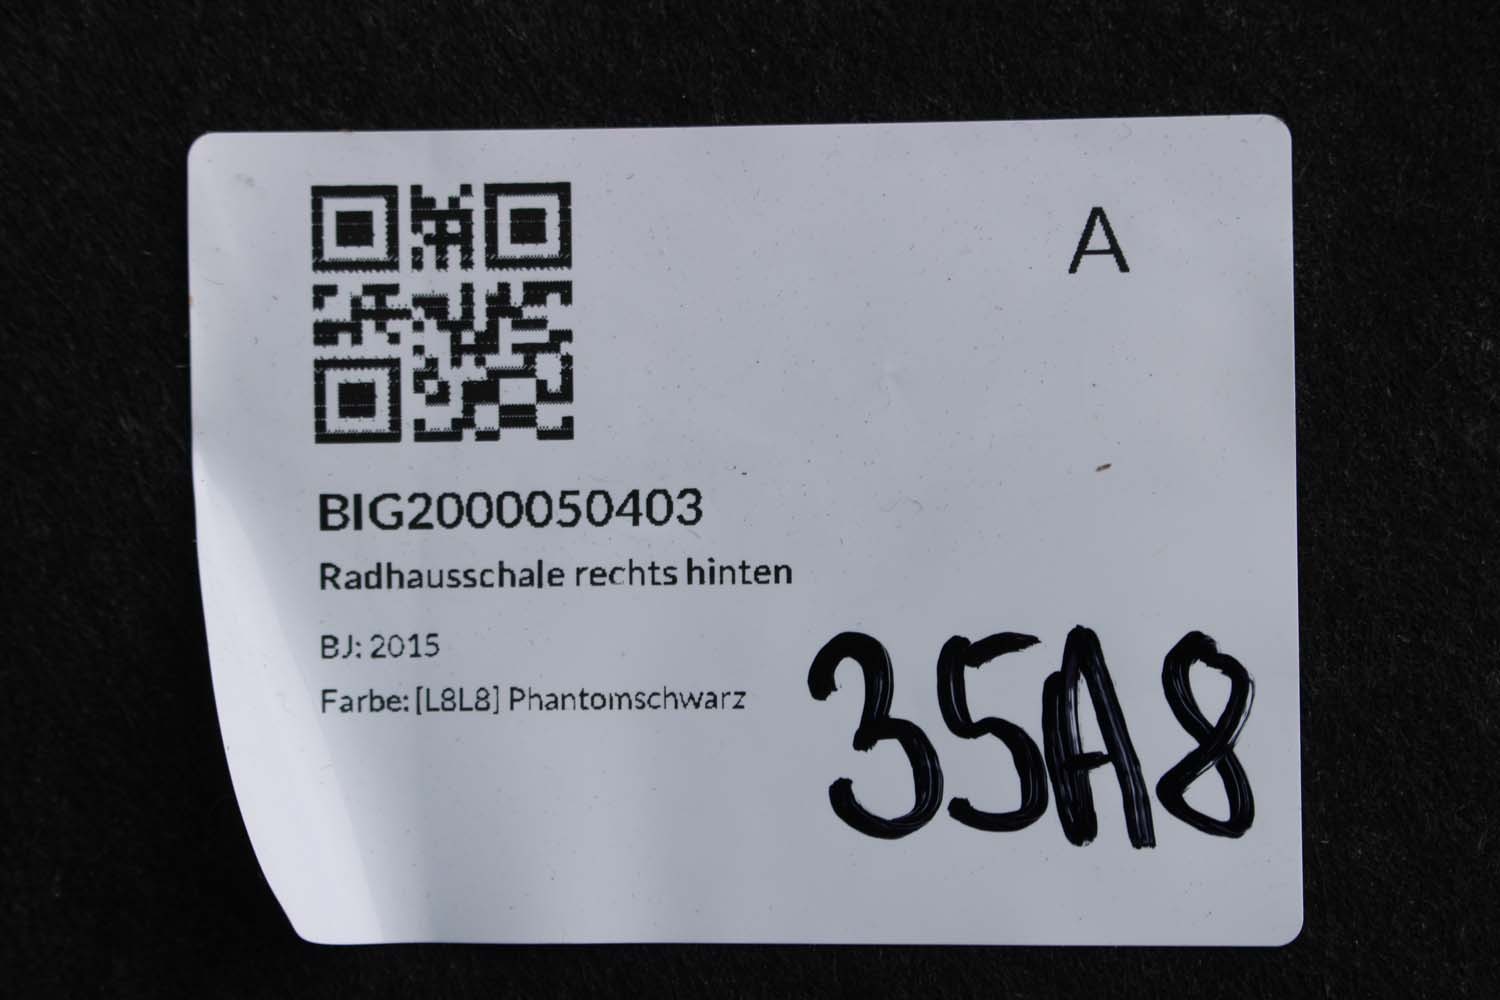 A
BIG2000050403
Radhausschale rechts hinten
BJ: 2015
Farbe: [L8L8] Phantomschwarz
35A8